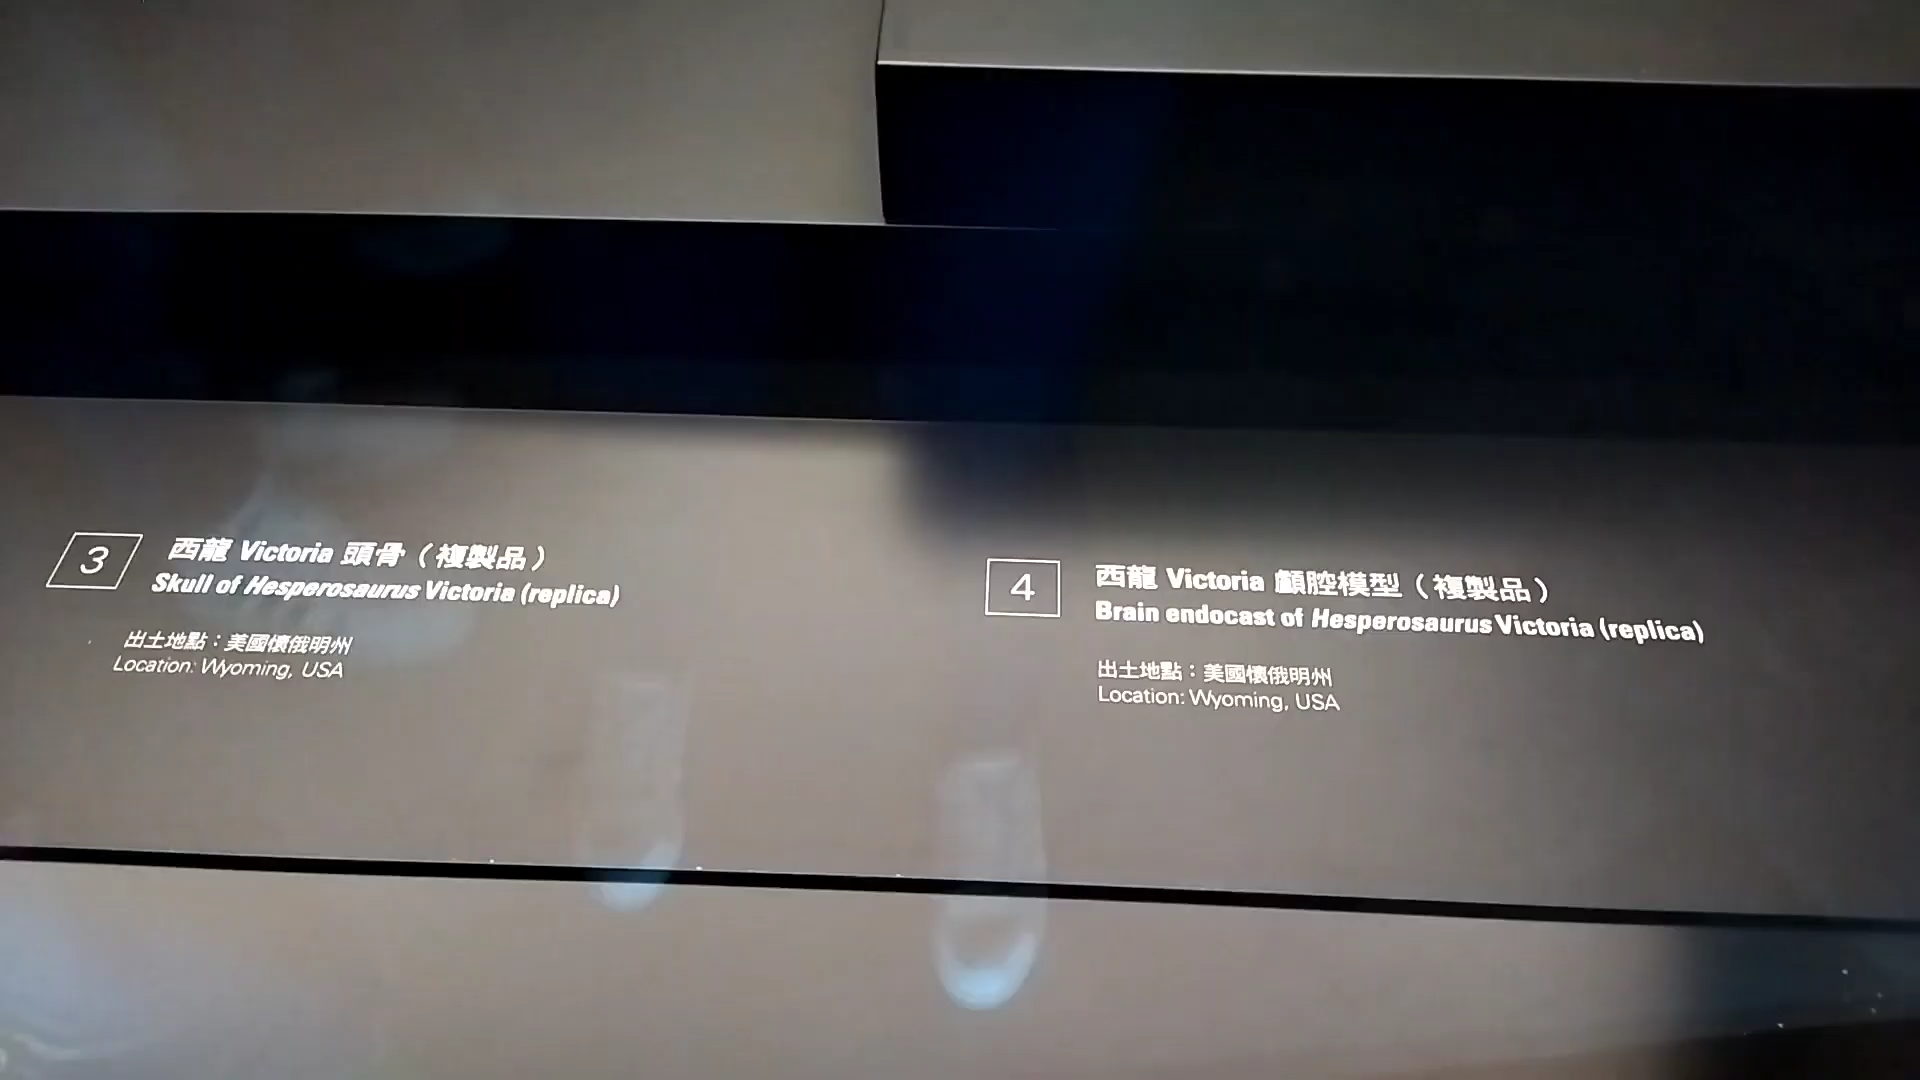 3
西龍 Victoria 頭骨（複製品）
Skull of Hesperosaurus Victoria (replica)
出土地點：美國懷俄明州
Location: Wyoming, USA
4
西龍 Victoria 顱腔模型（複製品）
Brain endocast of Hesperosaurus Victoria (replica)
出土地點：美國懷俄明州
Location: Wyoming, USA